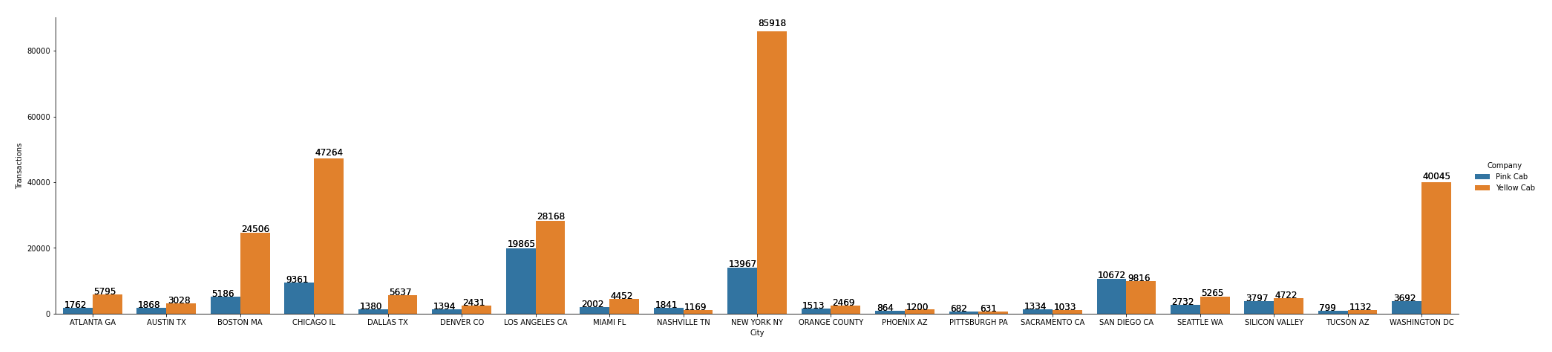 85918
80000
60000
47264
40045
40000
Transactions
28168
24506
19865
20000
13967
10672
9816
9361
5795
5186
5637
4452
5265
4722
3797
3692
3028
2732
2431
2469
2002
1762
1868
1380
1394
1841
1169
1513
864
1200
682
631
1334
1033
799
1132
0
ATLANTA GA
AUSTIN TX
BOSTON MA
CHICAGO IL
DALLAS TX
DENVER CO
LOS ANGELES CA
MIAMI FL
NASHVILLE TN
NEW YORK NY
ORANGE COUNTY
PHOENIX AZ
PITTSBURGH PA
SACRAMENTO CA
SAN DIEGO CA
SEATTLE WA
SILICON VALLEY
TUCSON AZ
WASHINGTON DC
City
Company
Pink Cab
Yellow Cab